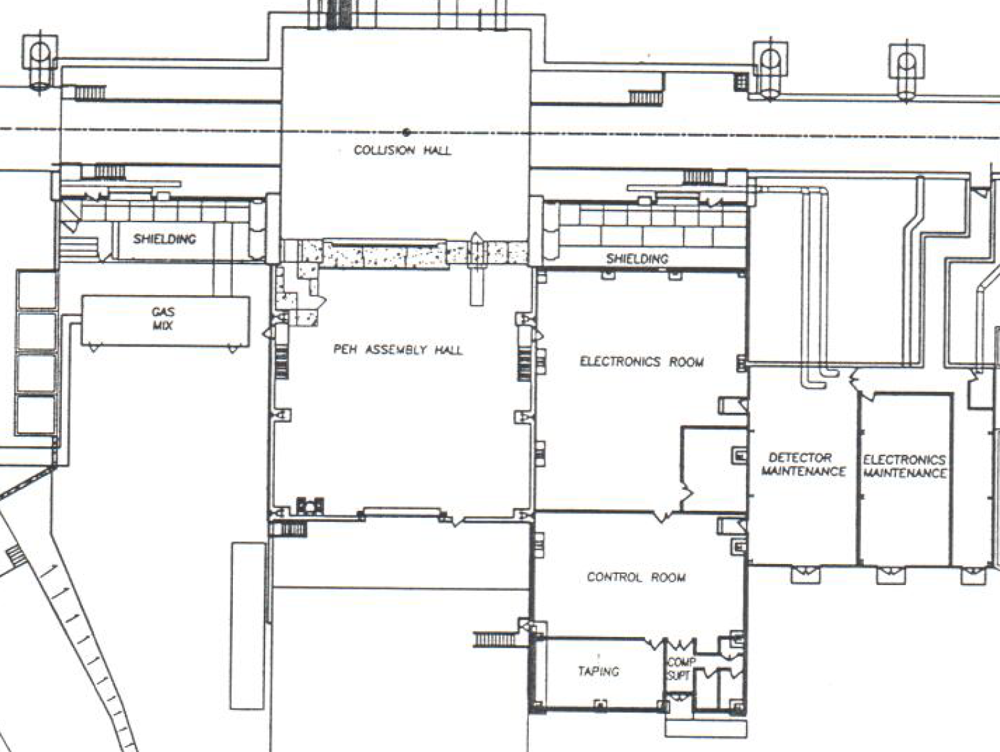 COLLISION HALL
SHIELDING
SHIELDING
GAS
MIX
PEH ASSEMBLY HALL
ELECTRONICS ROOM
DETECTOR
MAINTENANCE
ELECTRONICS
MAINTENANCE
CONTROL ROOM
TAPING
COMP
SUPT